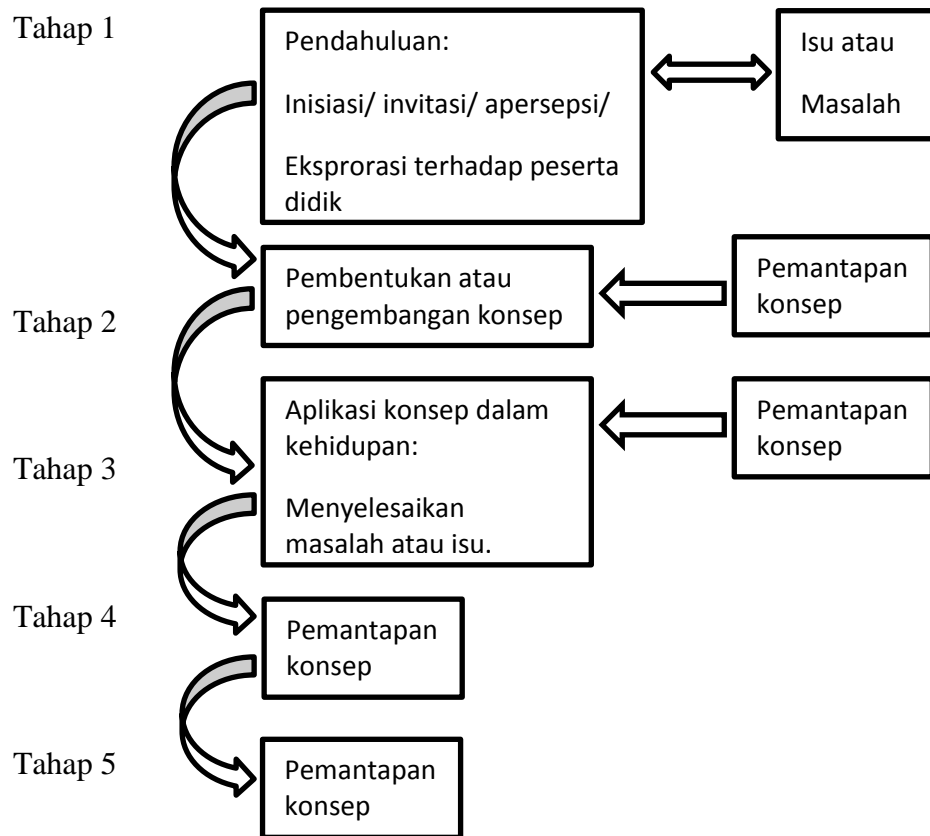 Tahap 1
Pendahuluan:
Inisiasi/ invitasi/ apersepsi/
Eksprorasi terhadap peserta
didik
Isu atau
Masalah
Tahap 2
Pembentukan atau
pengembangan konsep
Pemantapan
konsep
Tahap 3
Aplikasi konsep dalam
kehidupan:
Menyelesaikan
masalah atau isu.
Pemantapan
konsep
Tahap 4
Pemantapan
konsep
Tahap 5
Pemantapan
konsep